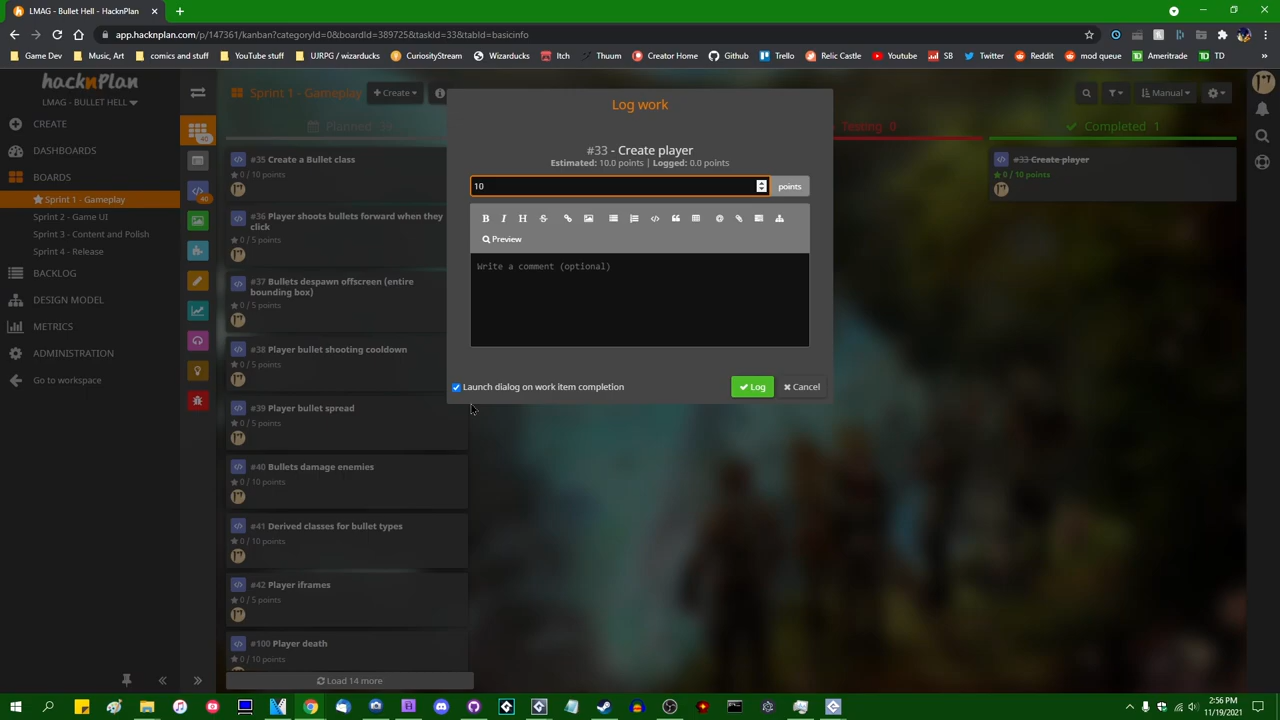 LMAG - Bullet Hell - HacknPlan
app.hacknplan.com/p/147361/kanban?categoryId=0&boardId=389725&taskId=33&tabId=basicinfo
Game Dev
Music, Art
comics and stuff
UJRPG / wizardworks
CuriosityStream
Wizards
Itch
Thuum
Creator Home
Github
Trello
Relic Castle
Youtube
SB
Twitter
Reddit
mod queue
Ameritrade
TD
hacknPlan
LMAG - BULLET HELL
CREATE
DASHBOARDS
BOARDS
Sprint 1 - Gameplay
Sprint 2 - Game UI
Sprint 3 - Content and Polish
Sprint 4 - Release
BACKLOG
DESIGN MODEL
METRICS
ADMINISTRATION
Go to workspace
40
40
Sprint 1 - Gameplay
Create
Manual
Planned
Testing 0
Completed 1
#35 Create a Bullet class
0 / 10 points
#36 Player shoots bullets forward when they
click
0 / 5 points
#37 Bullets despawn offscreen (entire
bounding box)
0 / 5 points
#38 Player bullet shooting cooldown
0 / 5 points
#39 Player bullet spread
0 / 5 points
#40 Bullets damage enemies
0 / 10 points
#41 Derived classes for bullet types
0 / 10 points
#42 Player iframes
0 / 5 points
#100 Player death
0 / 10 points
Load 14 more
#33 Create player
0 / 10 points
Log work
#33 - Create player
Estimated: 10.0 points | Logged: 0.0 points
10
points
B I H S
Preview
Write a comment (optional)
Launch dialog on work item completion
Log
Cancel
2:56 PM
11/19/2021